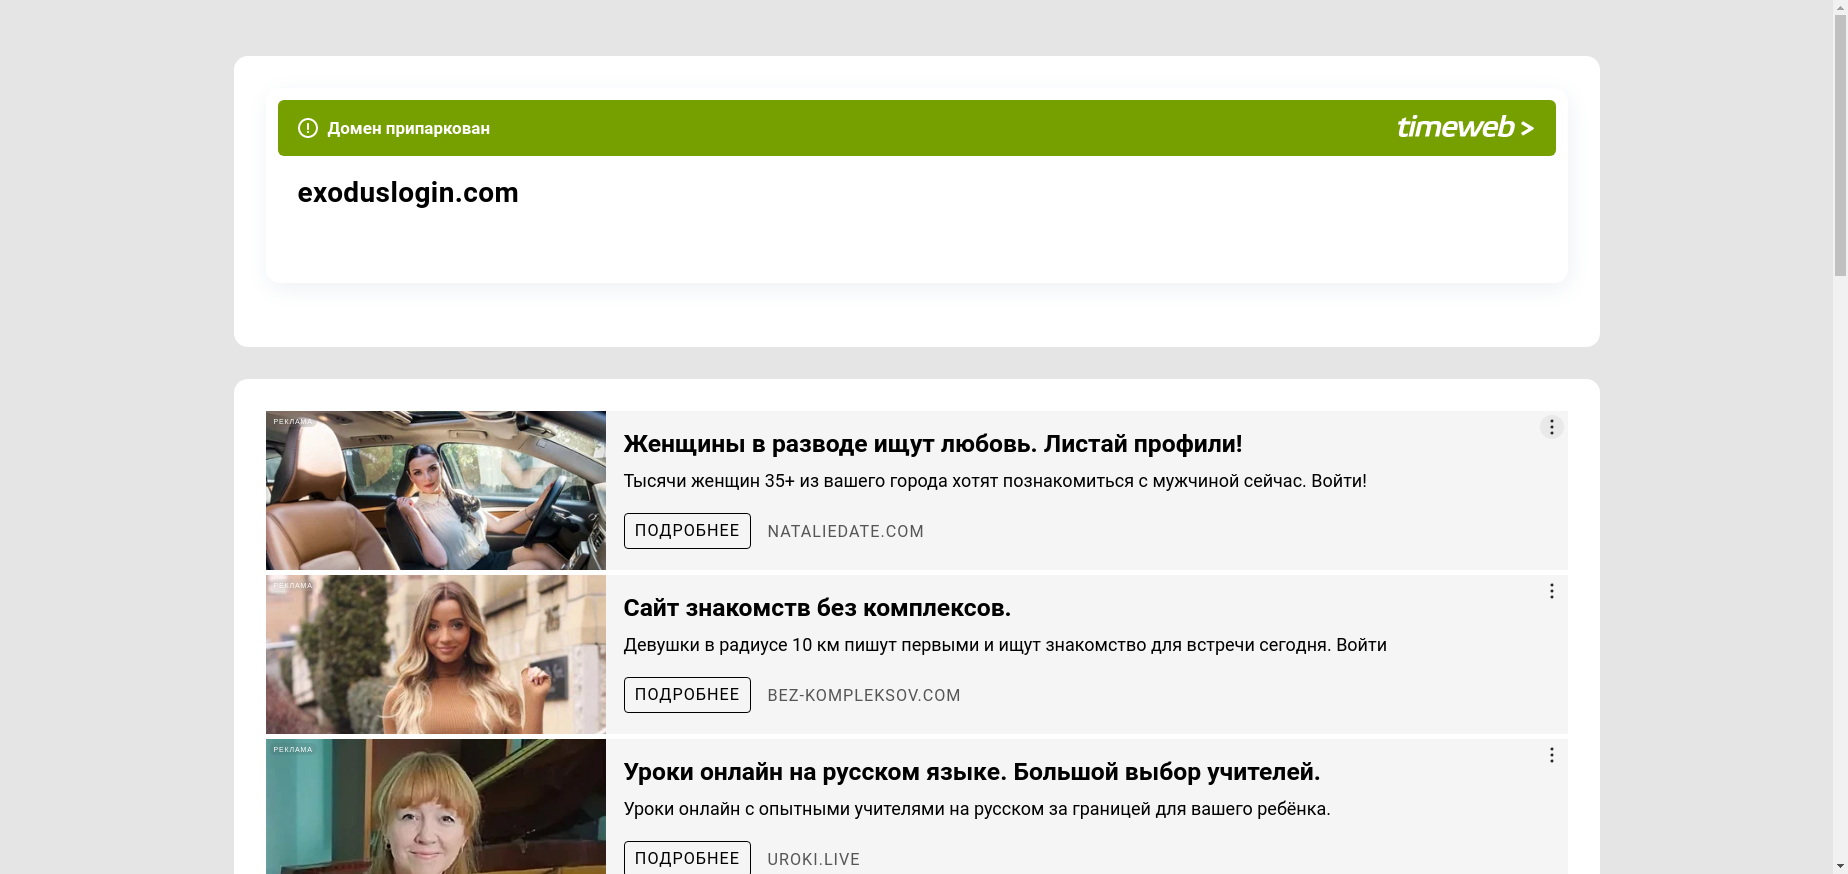 Домен припаркован
timeweb >
exoduslogin.com
РЕКЛАМА
Женщины в разводе ищут любовь. Листай профили!
Тысячи женщин 35+ из вашего города хотят познакомиться с мужчиной сейчас. Войти!
ПОДРОБНЕЕ NATALIEDATE.COM
РЕКЛАМА
Сайт знакомств без комплексов.
Девушки в радиусе 10 км пишут первыми и ищут знакомство для встречи сегодня. Войти
ПОДРОБНЕЕ BEZ-KOMPLEKSOV.COM
РЕКЛАМА
Уроки онлайн на русском языке. Большой выбор учителей.
Уроки онлайн с опытными учителями на русском за границей для вашего ребёнка.
ПОДРОБНЕЕ UROKI.LIVE